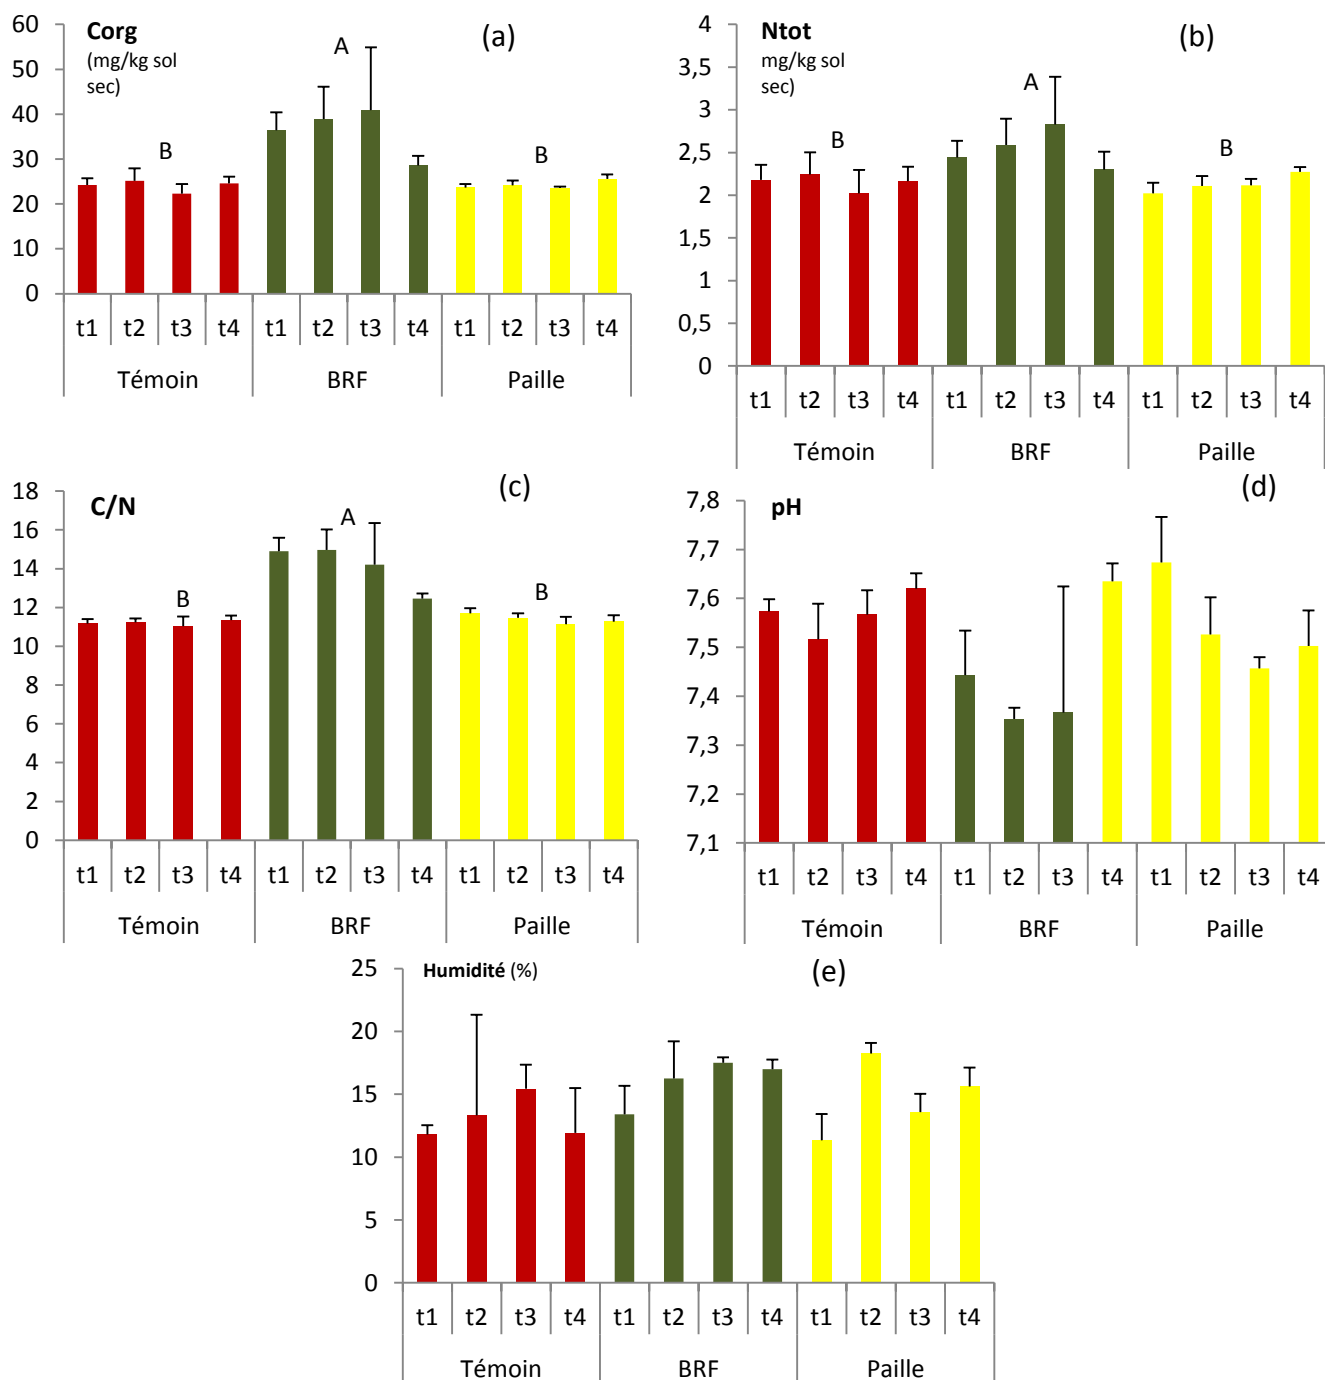 Corg
(mg/kg sol
sec)
(a)
60
50
40
30
20
10
0
B
A
B
t1 t2 t3 t4 t1 t2 t3 t4 t1 t2 t3 t4
Témoin BRF Paille
Ntot
mg/kg sol
sec)
(b)
4
3,5
3
2,5
2
1,5
1
0,5
0
B
A
B
t1 t2 t3 t4 t1 t2 t3 t4 t1 t2 t3 t4
Témoin BRF Paille
C/N
(c)
18
16
14
12
10
8
6
4
2
0
B
A
B
t1 t2 t3 t4 t1 t2 t3 t4 t1 t2 t3 t4
Témoin BRF Paille
pH
(d)
7,8
7,7
7,6
7,5
7,4
7,3
7,2
7,1
t1 t2 t3 t4 t1 t2 t3 t4 t1 t2 t3 t4
Témoin BRF Paille
Humidité (%)
(e)
25
20
15
10
5
0
t1 t2 t3 t4 t1 t2 t3 t4 t1 t2 t3 t4
Témoin BRF Paille